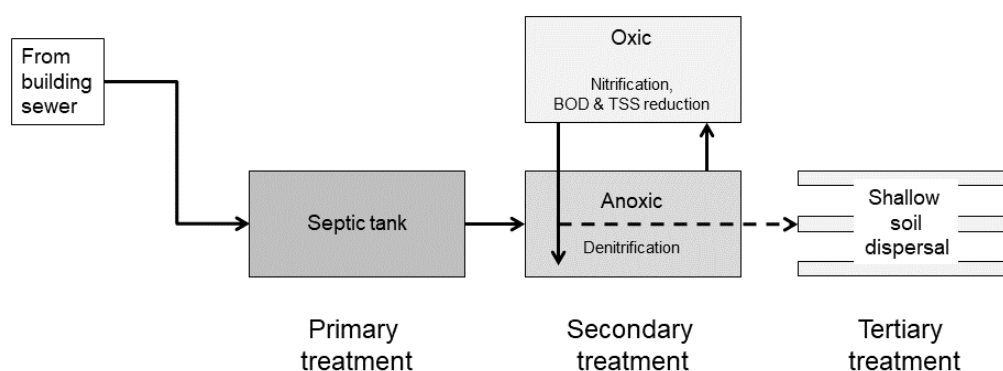 From
building
sewer
Oxic
Nitrification,
BOD & TSS reduction
Septic tank
Anoxic
Denitrification
Shallow
soil
dispersal
Primary
treatment
Secondary
treatment
Tertiary
treatment